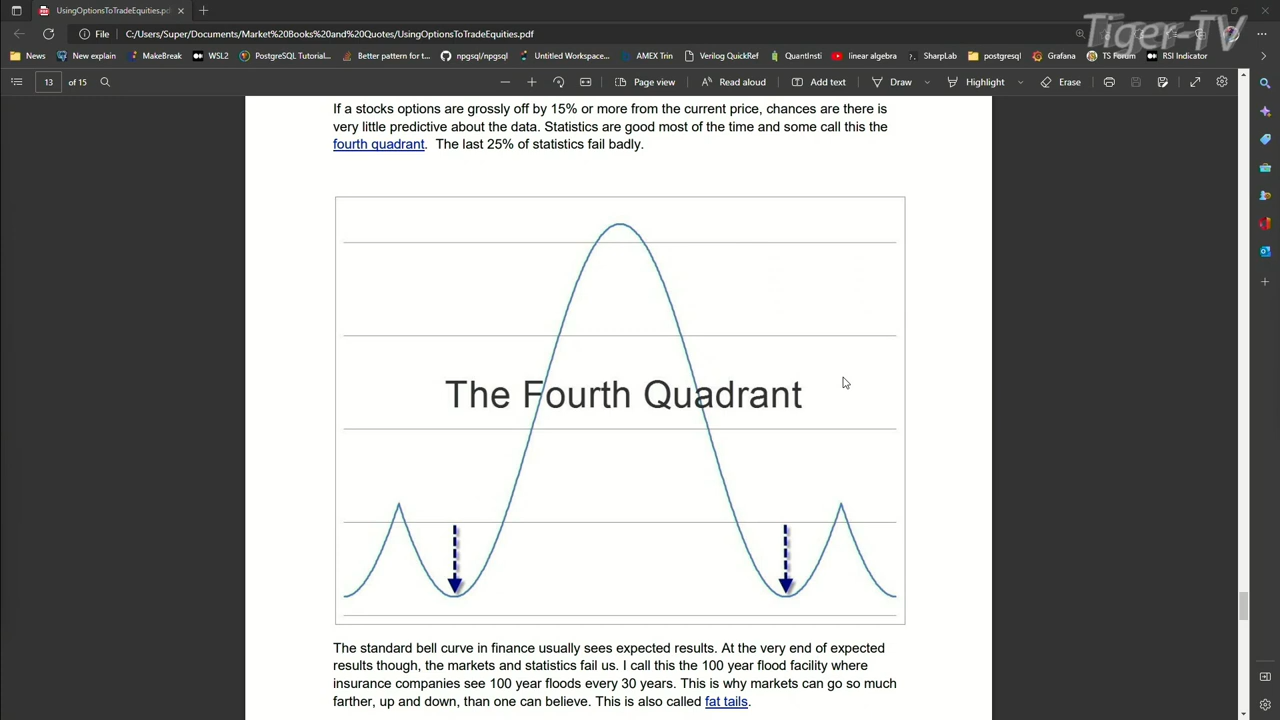 UsingOptionsToTradeEquities.pd
Tiger-TV
File C:/Users/Super/Documents/Market%20Books%20and%20Quotes/UsingOptionsToTradeEquities.pdf
News New explain MakeBreak WSL2 PostgreSQL Tutorial... Better pattern for t... npgsql/npgsql Untitled Workspace... AMEX Trin Verilog QuickRef QuantInsti linear algebra SharpLab postgresql Grafana TS Forum RSI Indicator
13 of 15 Page view Read aloud Add text Draw Highlight Erase
If a stocks options are grossly off by 15% or more from the current price, chances are there is
very little predictive about the data. Statistics are good most of the time and some call this the
fourth quadrant. The last 25% of statistics fail badly.
The Fourth Quadrant
The standard bell curve in finance usually sees expected results. At the very end of expected
results though, the markets and statistics fail us. I call this the 100 year flood facility where
insurance companies see 100 year floods every 30 years. This is why markets can go so much
farther, up and down, than one can believe. This is also called fat tails.